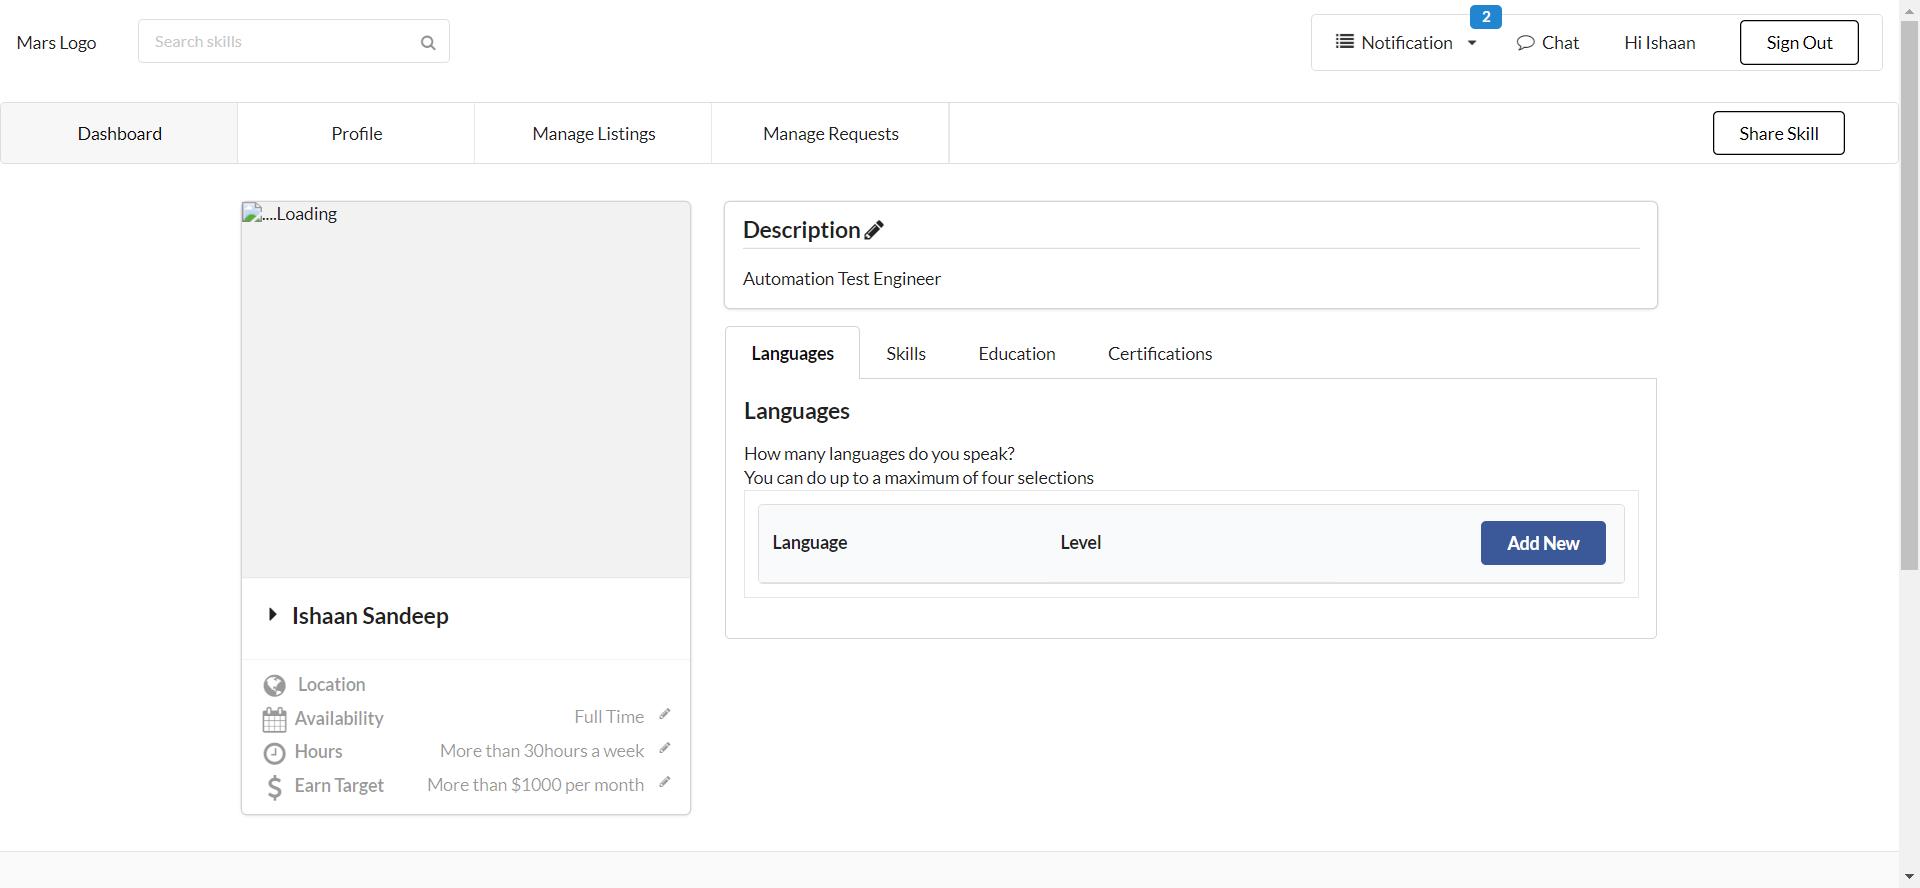 Mars Logo
Search skills
2
Notification
Chat
Hi Ishaan
Sign Out
Dashboard
Profile
Manage Listings
Manage Requests
Share Skill
....Loading
Ishaan Sandeep
Location
Availability Full Time
Hours More than 30hours a week
Earn Target More than $1000 per month
Description
Automation Test Engineer
Languages
Skills
Education
Certifications
Languages
How many languages do you speak?
You can do up to a maximum of four selections
Language Level Add New